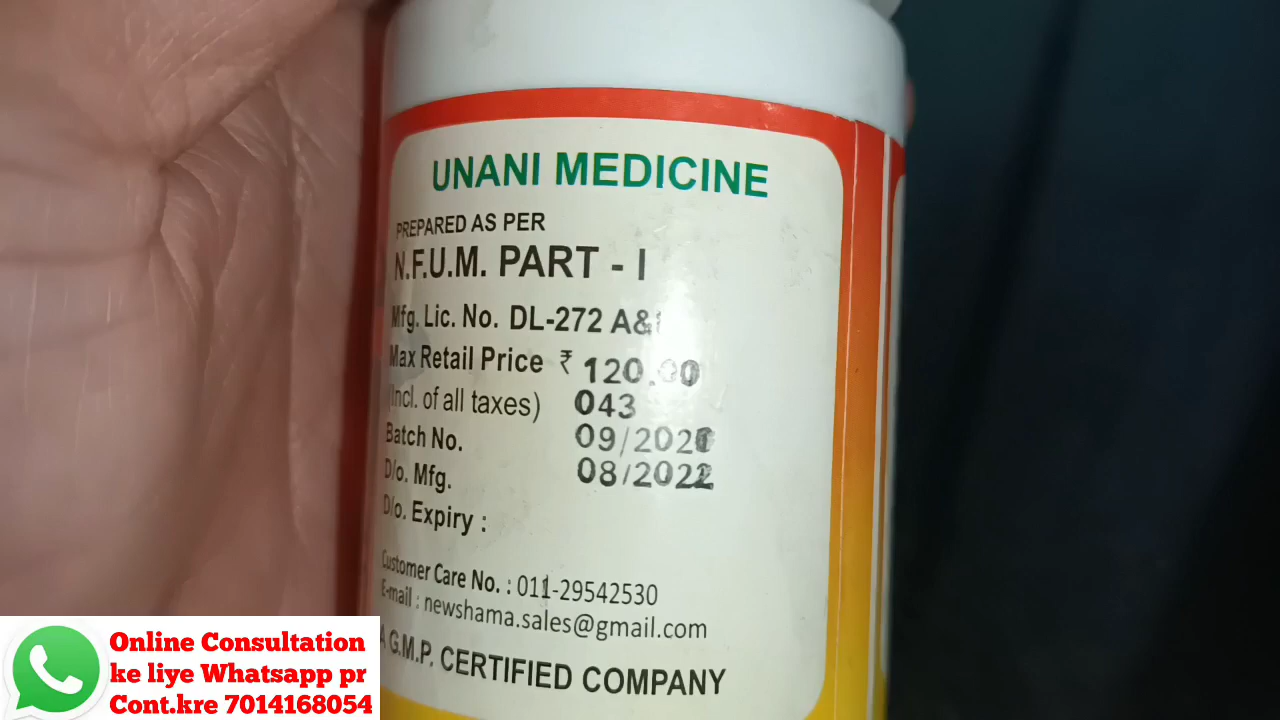 UNANI MEDICINE
PREPARED AS PER
N.F.U.M. PART - I
Mfg. Lic. No. DL-272 A&
Max Retail Price ₹ 120.00
(Incl. of all taxes) 043
Batch No. 09/2021
D/o. Mfg. 08/2022
D/o. Expiry :
Customer Care No. : 011-29542530
E-mail : newshama.sales@gmail.com
A G.M.P. CERTIFIED COMPANY
Online Consultation
ke liye Whatsapp pr
Cont.kre 7014168054